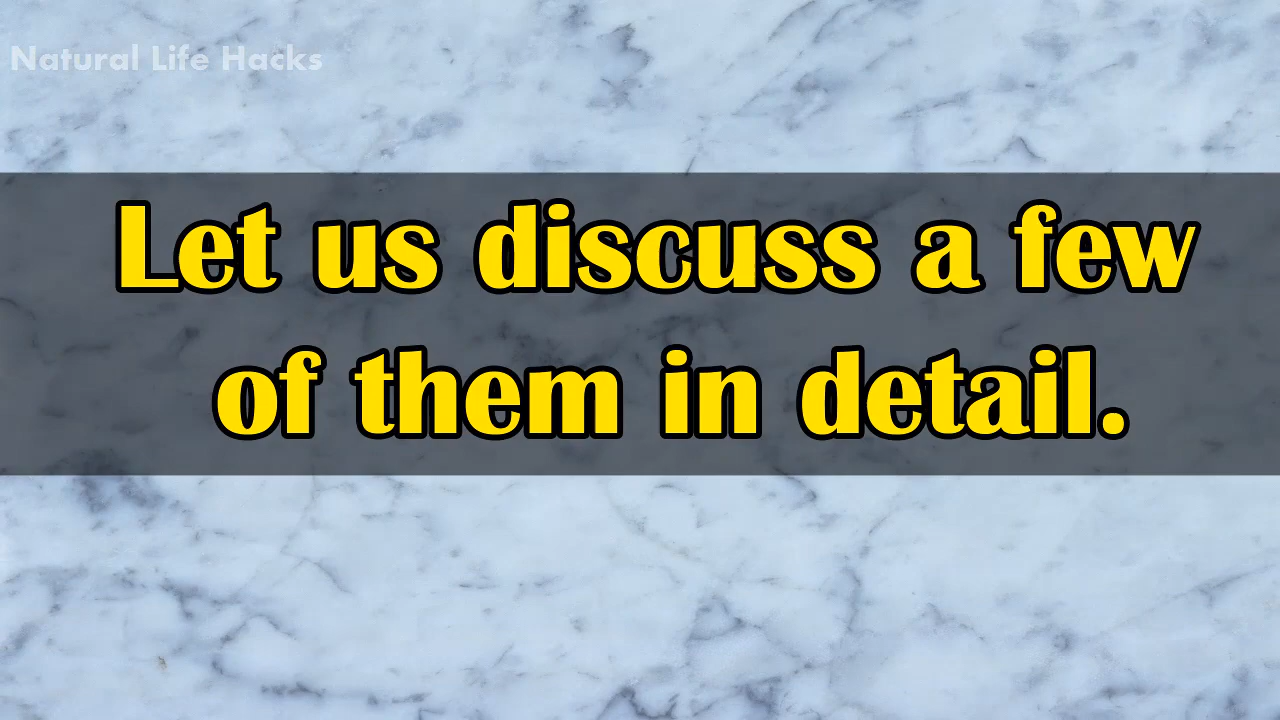 Natural Life Hacks
Let us discuss a few
of them in detail.